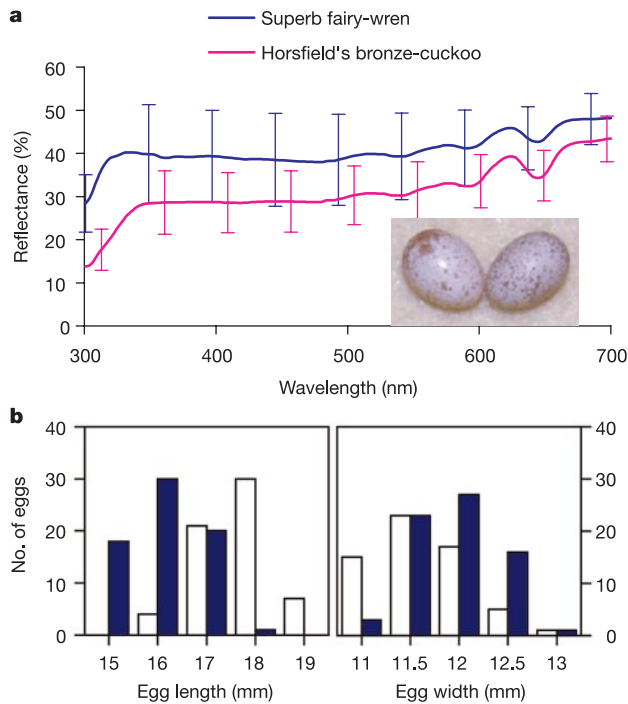 a
Superb fairy-wren
Horsfield's bronze-cuckoo
Reflectance (%)
60
50
40
30
20
10
0
300 400 500 600 700
Wavelength (nm)
b
No. of eggs
40 40
30 30
20 20
10 10
0 0
15 16 17 18 19 11 11.5 12 12.5 13
Egg length (mm) Egg width (mm)